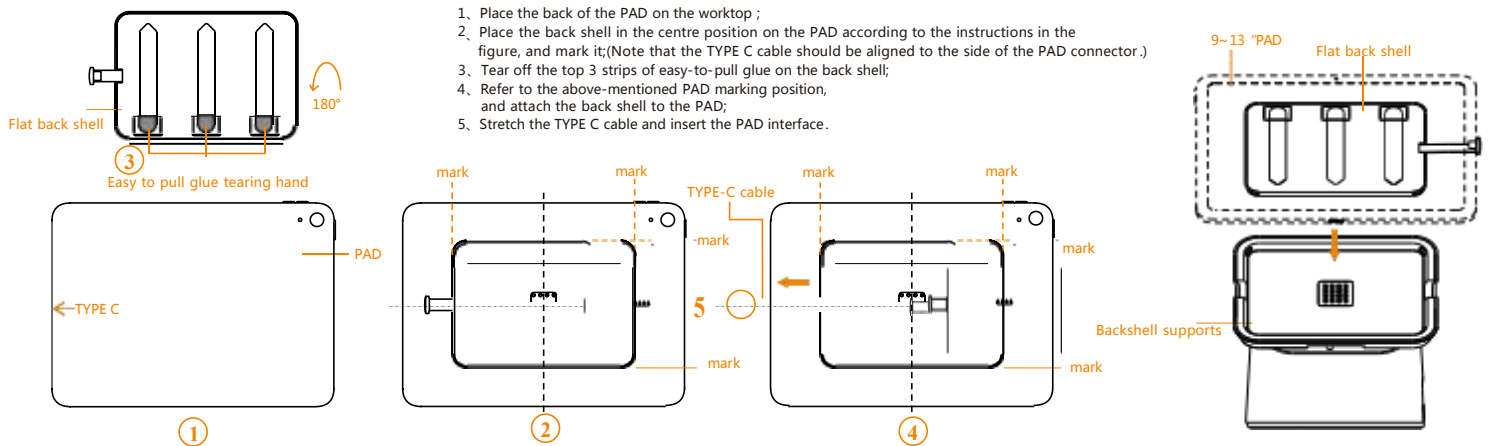 1、Place the back of the PAD on the worktop ;
2、Place the back shell in the centre position on the PAD according to the instructions in the
figure, and mark it;(Note that the TYPE C cable should be aligned to the side of the PAD connector.)
3、Tear off the top 3 strips of easy-to-pull glue on the back shell;
4、Refer to the above-mentioned PAD marking position,
and attach the back shell to the PAD;
5、Stretch the TYPE C cable and insert the PAD interface.
180°
Flat back shell
3
Easy to pull glue tearing hand
PAD
TYPE C
1
mark
mark
mark
mark
2
TYPE-C cable
5
mark
mark
mark
mark
4
9~13 "PAD
Flat back shell
Backshell supports